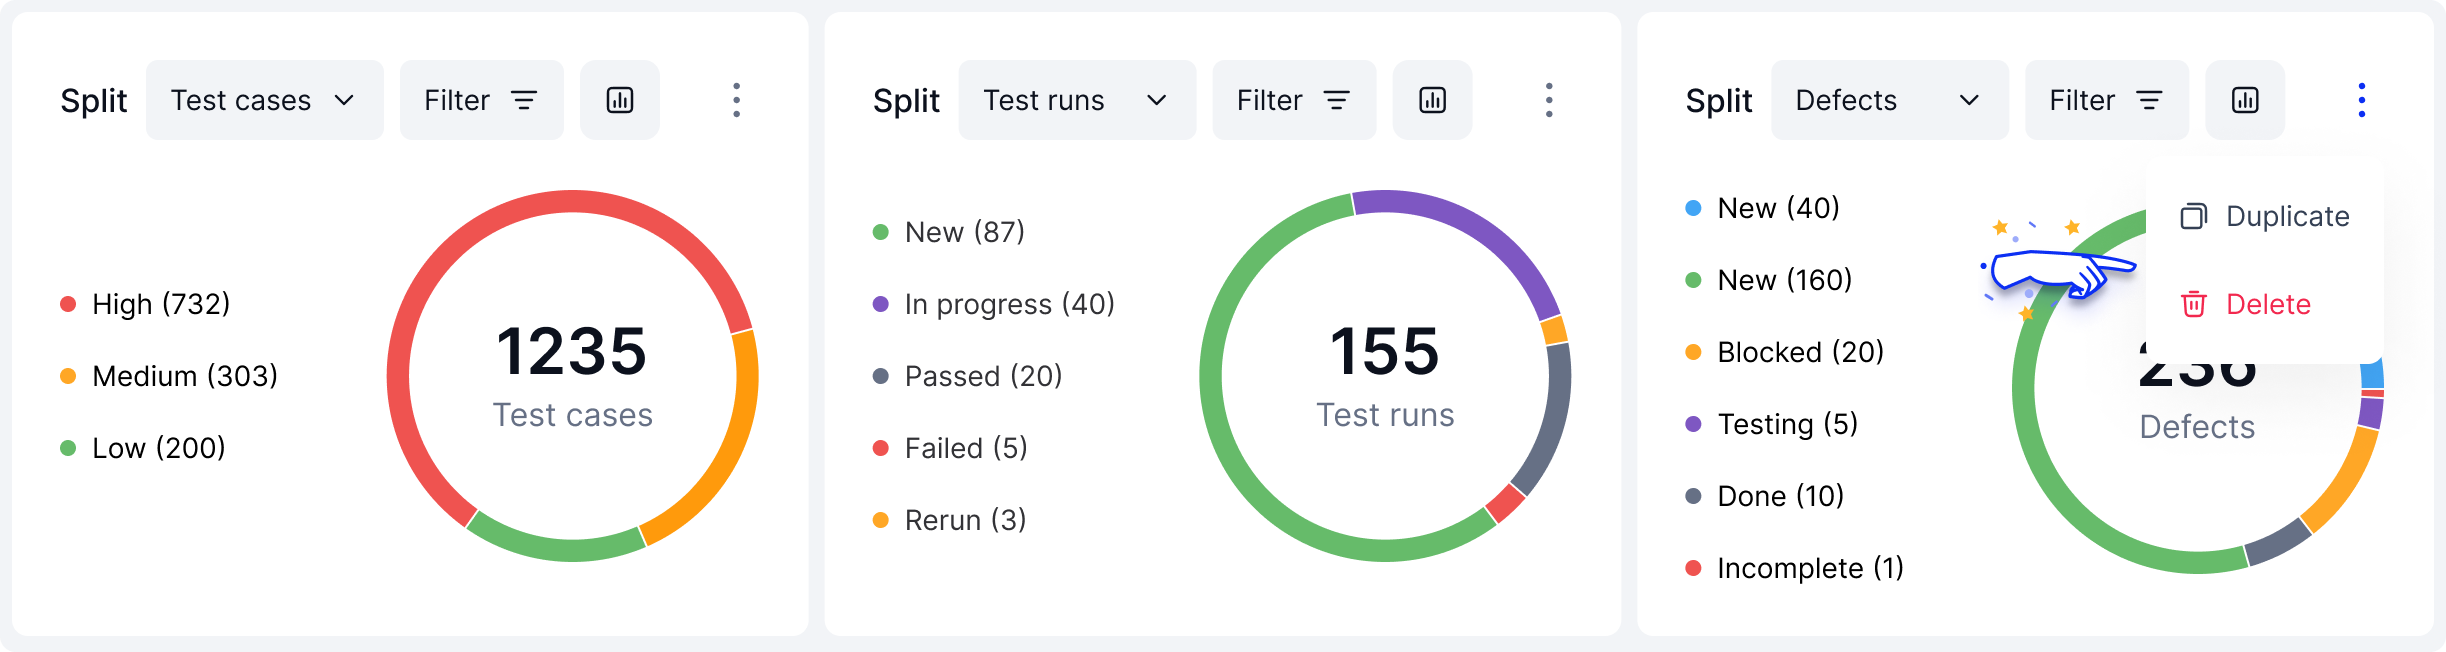 Split Test cases Filter
High (732)
Medium (303)
Low (200)
1235
Test cases
Split Test runs Filter
New (87)
In progress (40)
Passed (20)
Failed (5)
Rerun (3)
155
Test runs
Split Defects Filter
New (40)
New (160)
Blocked (20)
Testing (5)
Done (10)
Incomplete (1)
Duplicate
Delete
236
Defects